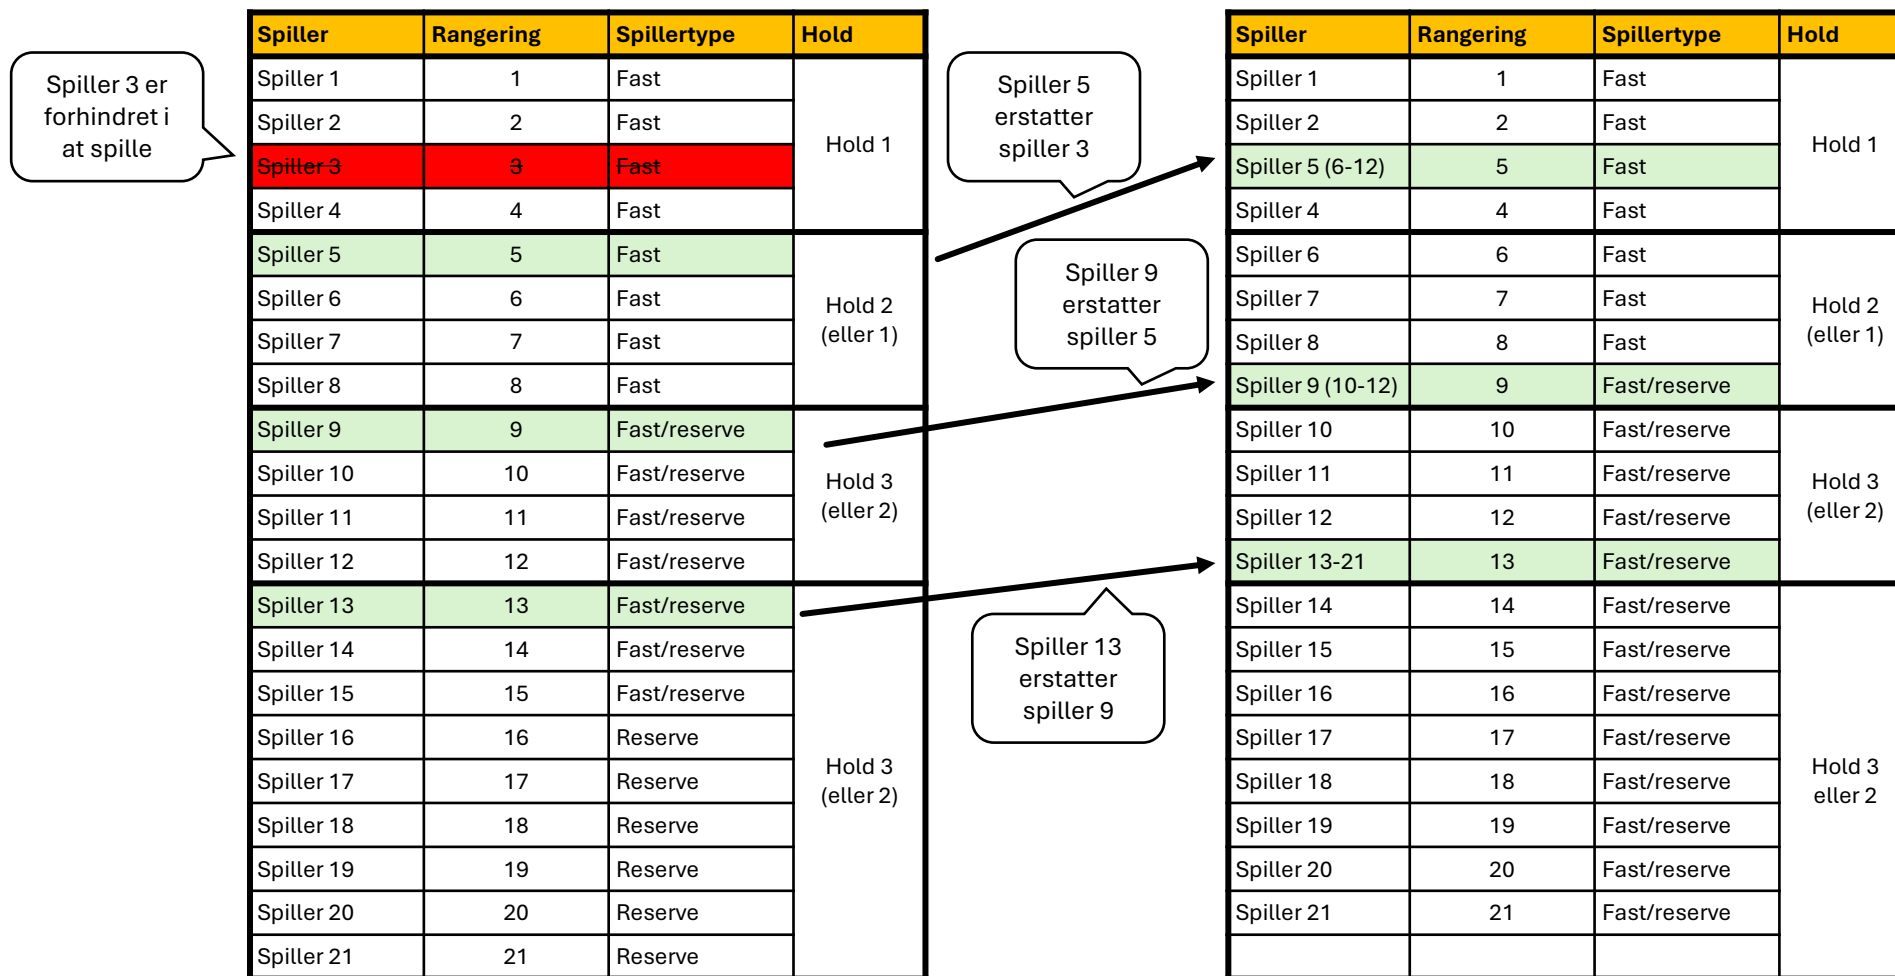 Spiller 3 er
forhindret i
at spille
Spiller Rangering Spillertype Hold
Spiller 1 1 Fast
Spiller 2 2 Fast
Hold 1
Spiller 3 3 Fast
Spiller 4 4 Fast
Spiller 5 5 Fast
Spiller 6 6 Fast
Hold 2
(eller 1)
Spiller 7 7 Fast
Spiller 8 8 Fast
Spiller 9 9 Fast/reserve
Spiller 10 10 Fast/reserve
Hold 3
(eller 2)
Spiller 11 11 Fast/reserve
Spiller 12 12 Fast/reserve
Spiller 13 13 Fast/reserve
Spiller 14 14 Fast/reserve
Spiller 15 15 Fast/reserve
Spiller 16 16 Reserve
Spiller 17 17 Reserve
Hold 3
(eller 2)
Spiller 18 18 Reserve
Spiller 19 19 Reserve
Spiller 20 20 Reserve
Spiller 21 21 Reserve
Spiller 5
erstatter
spiller 3
Spiller 9
erstatter
spiller 5
Spiller 13
erstatter
spiller 9
Spiller Rangering Spillertype Hold
Spiller 1 1 Fast
Spiller 2 2 Fast
Hold 1
Spiller 5 (6-12) 5 Fast
Spiller 4 4 Fast
Spiller 6 6 Fast
Spiller 7 7 Fast
Hold 2
(eller 1)
Spiller 8 8 Fast
Spiller 9 (10-12) 9 Fast/reserve
Spiller 10 10 Fast/reserve
Spiller 11 11 Fast/reserve
Hold 3
(eller 2)
Spiller 12 12 Fast/reserve
Spiller 13-21 13 Fast/reserve
Spiller 14 14 Fast/reserve
Spiller 15 15 Fast/reserve
Spiller 16 16 Fast/reserve
Spiller 17 17 Fast/reserve
Spiller 18 18 Fast/reserve
Hold 3
eller 2
Spiller 19 19 Fast/reserve
Spiller 20 20 Fast/reserve
Spiller 21 21 Fast/reserve